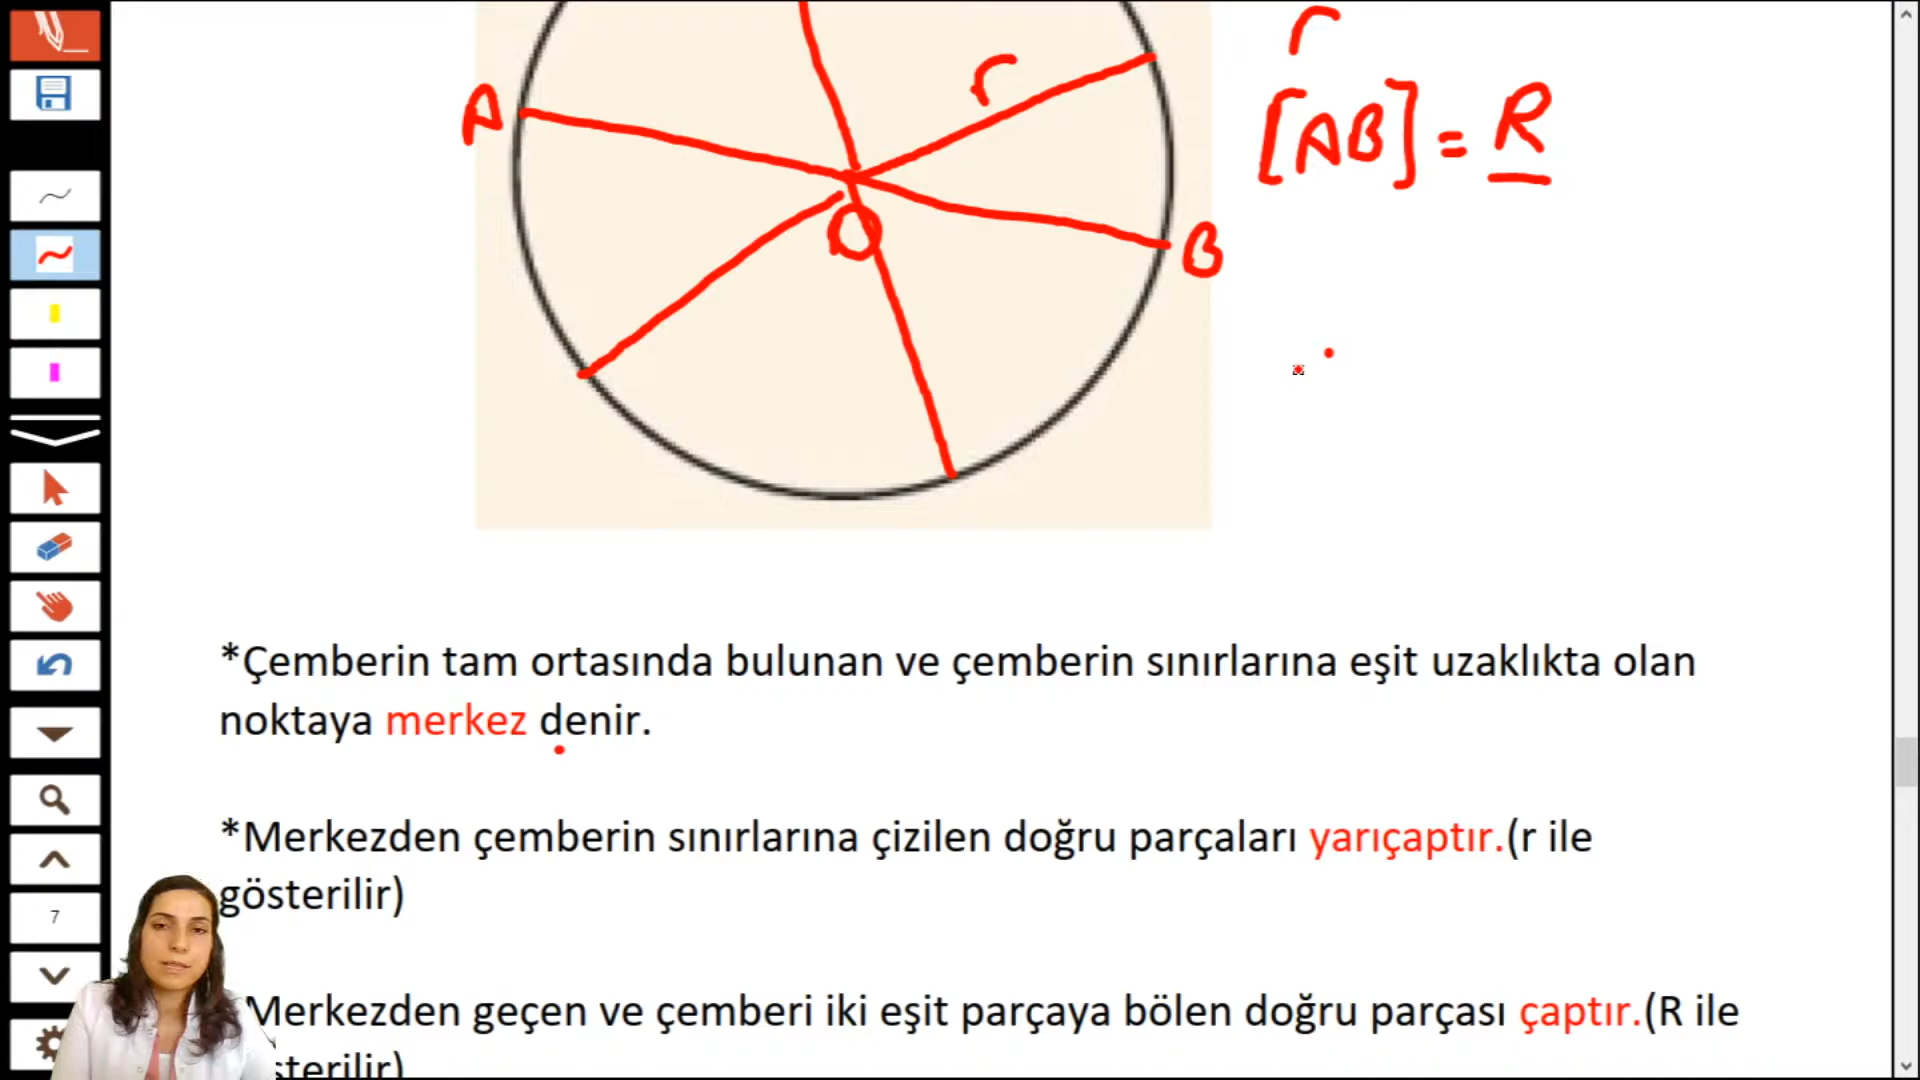 r
r
A
[AB] = R
O
B
*Çemberin tam ortasında bulunan ve çemberin sınırlarına eşit uzaklıkta olan
noktaya merkez denir.
*Merkezden çemberin sınırlarına çizilen doğru parçaları yarıçaptır.(r ile
gösterilir)
7
Merkezden geçen ve çemberi iki eşit parçaya bölen doğru parçası çaptır.(R ile
sterilir)